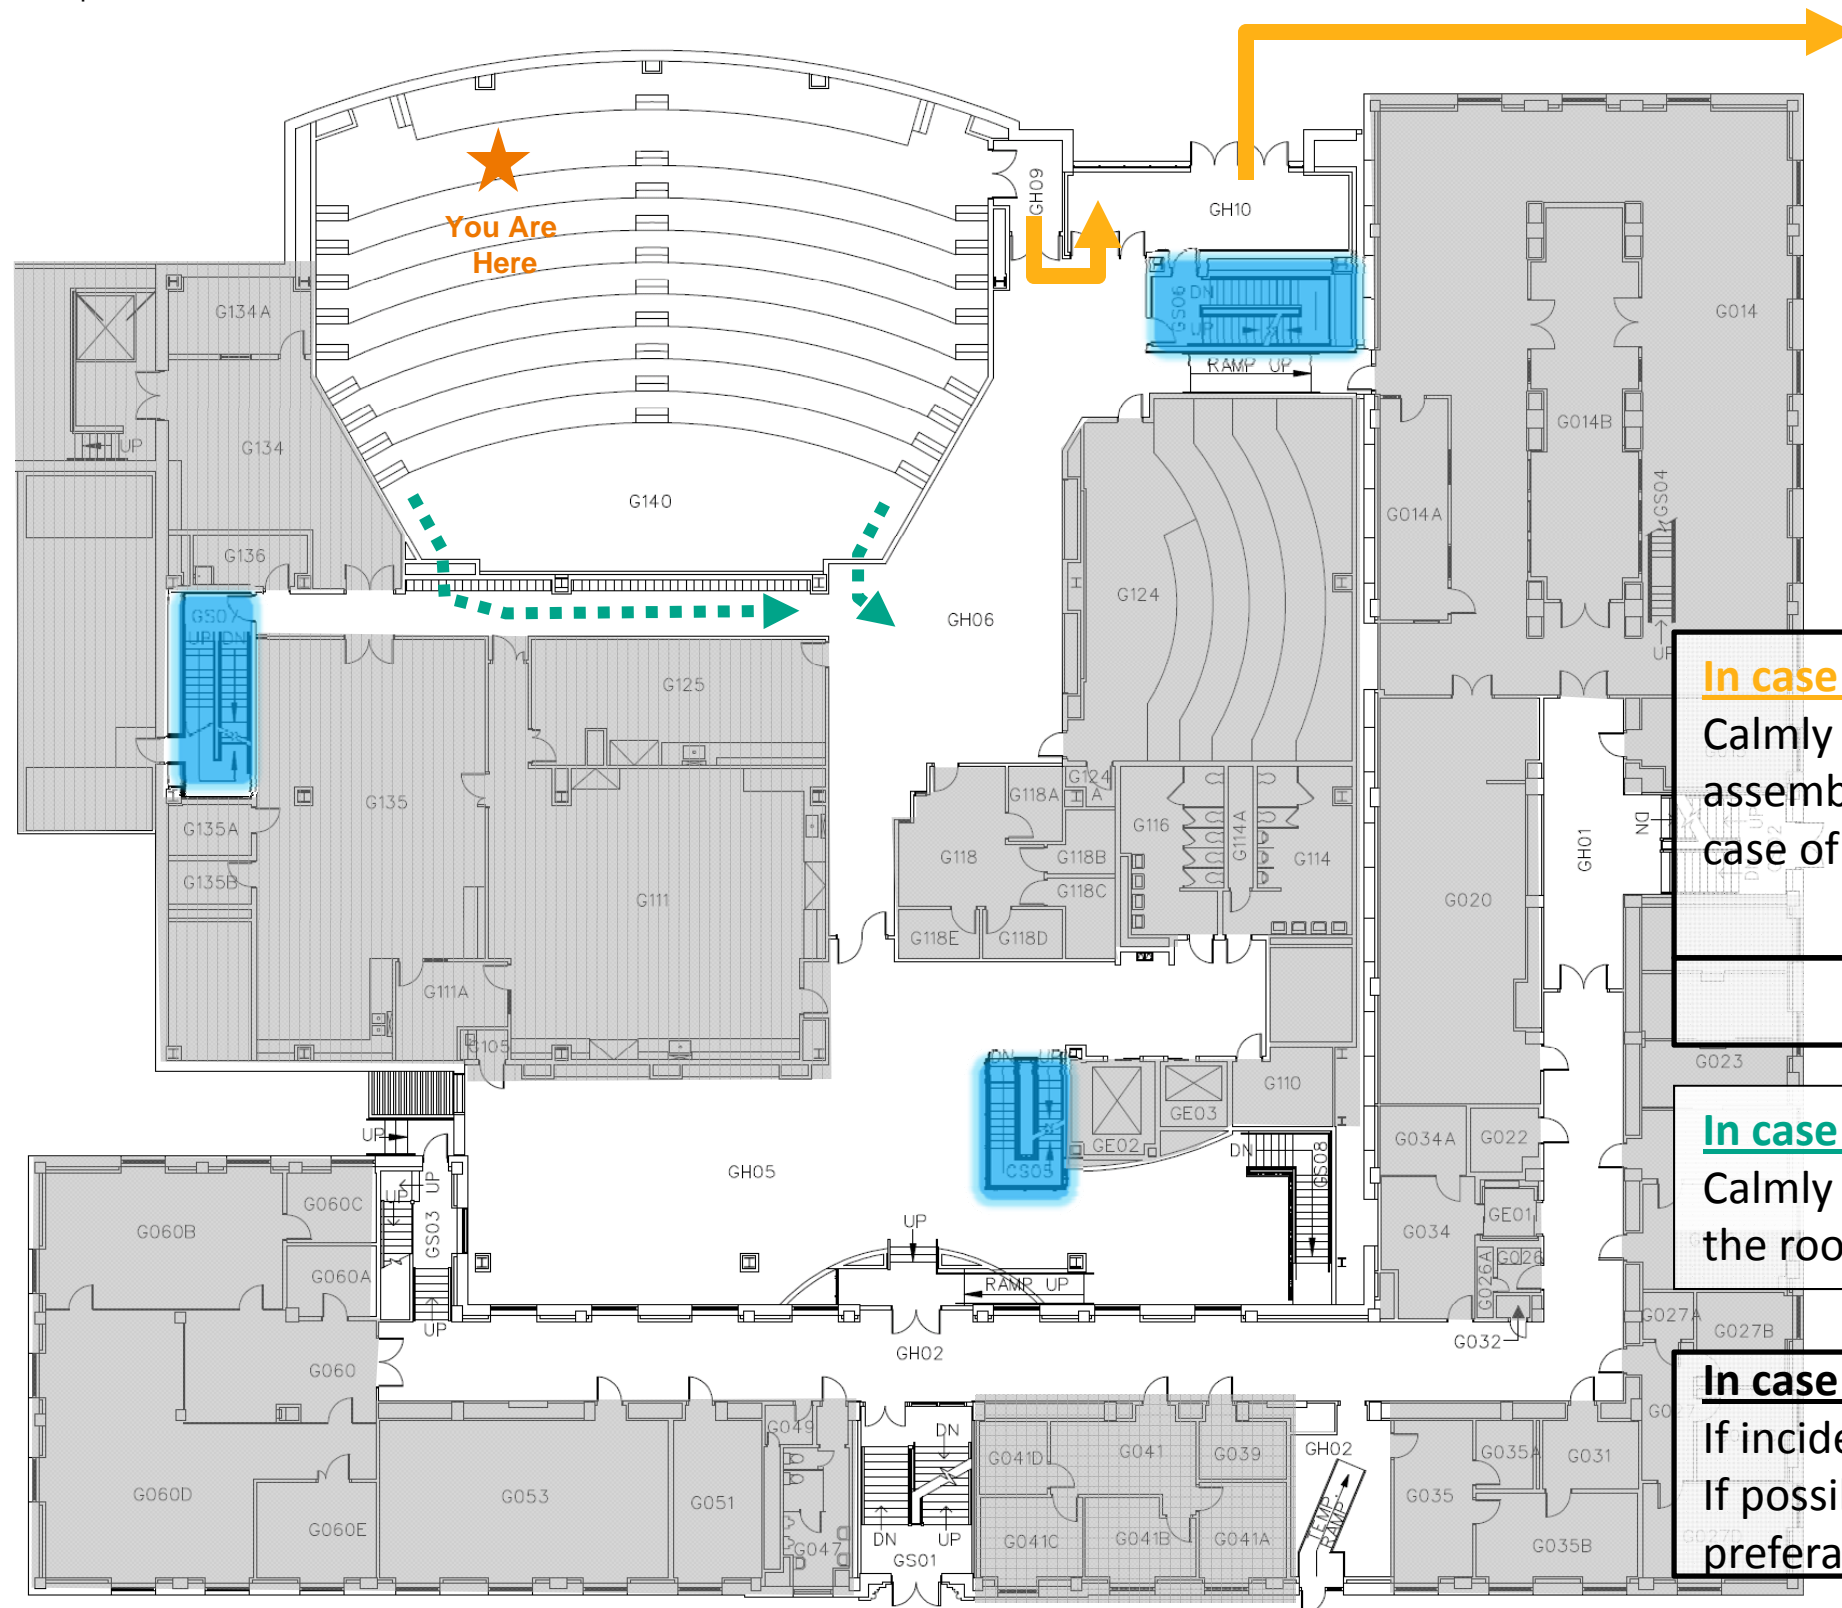 You Are
Here
GH09
GH10
G134A
GS06
DN
UP
G014
RAMP UP
UP
G134
G014B
G140
G014A
GS04
G136
G124
GS07
UP DN
GH06
UP
G125
In case
Calmly
assemb
case of
G135
G118A
G124
A
G135A
G116
G114A
G118
G118B
G114
GH01
DN
UP
G135B
G118C
G111
G020
G118E
G118D
G111A
G105
DN UP
G110
G023
GE03
GE02
UP
G034A
G022
In case
Calmly
the roo
GH05
DN
GS08
UP
UP
G060C
G060B
GS03
UP
G034
GE01
G026
G026A
G060A
RAMP UP
UP
G027A
G027B
G032
GH02
G060
In case
If incide
If possil
prefera
G049
DN
G041D
G041
G039
GH02
G035A
G031
G060D
G053
G051
G035
G060E
TEMP.
RAMP
G047
DN
UP
G041C
G041B
G041A
G035B
GS01